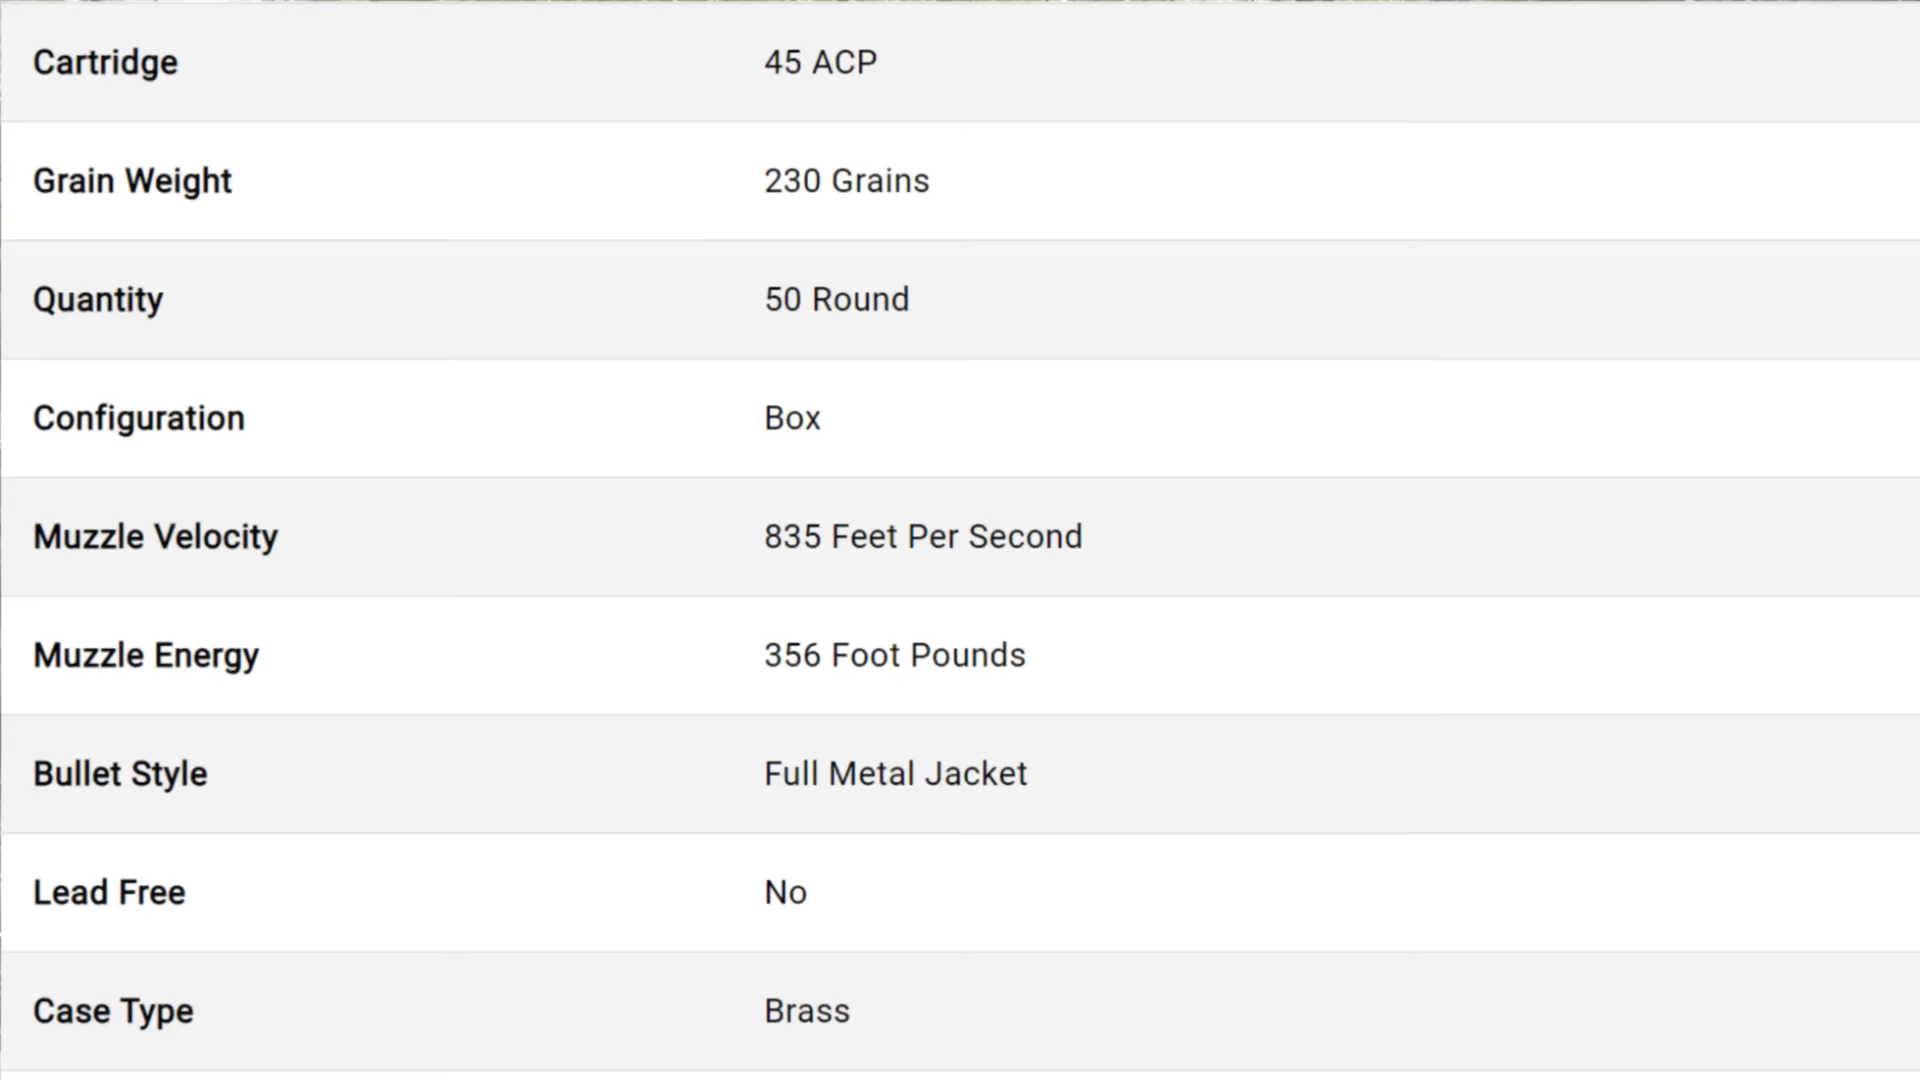 Cartridge 45 ACP
Grain Weight 230 Grains
Quantity 50 Round
Configuration Box
Muzzle Velocity 835 Feet Per Second
Muzzle Energy 356 Foot Pounds
Bullet Style Full Metal Jacket
Lead Free No
Case Type Brass